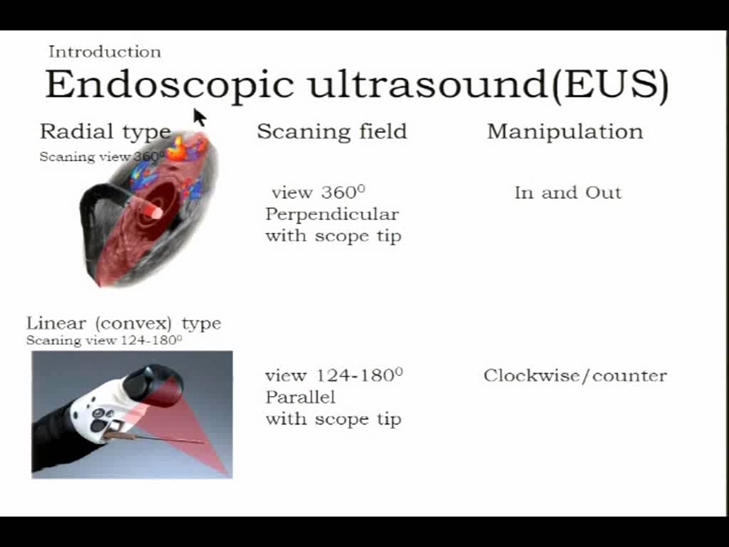 Introduction
Endoscopic ultrasound(EUS)
Radial type
Scaning field
Manipulation
Scaning view 360⁰
view 360⁰
Perpendicular
with scope tip
In and Out
Linear (convex) type
Scaning view 124-180⁰
view 124-180⁰
Parallel
with scope tip
Clockwise/counter